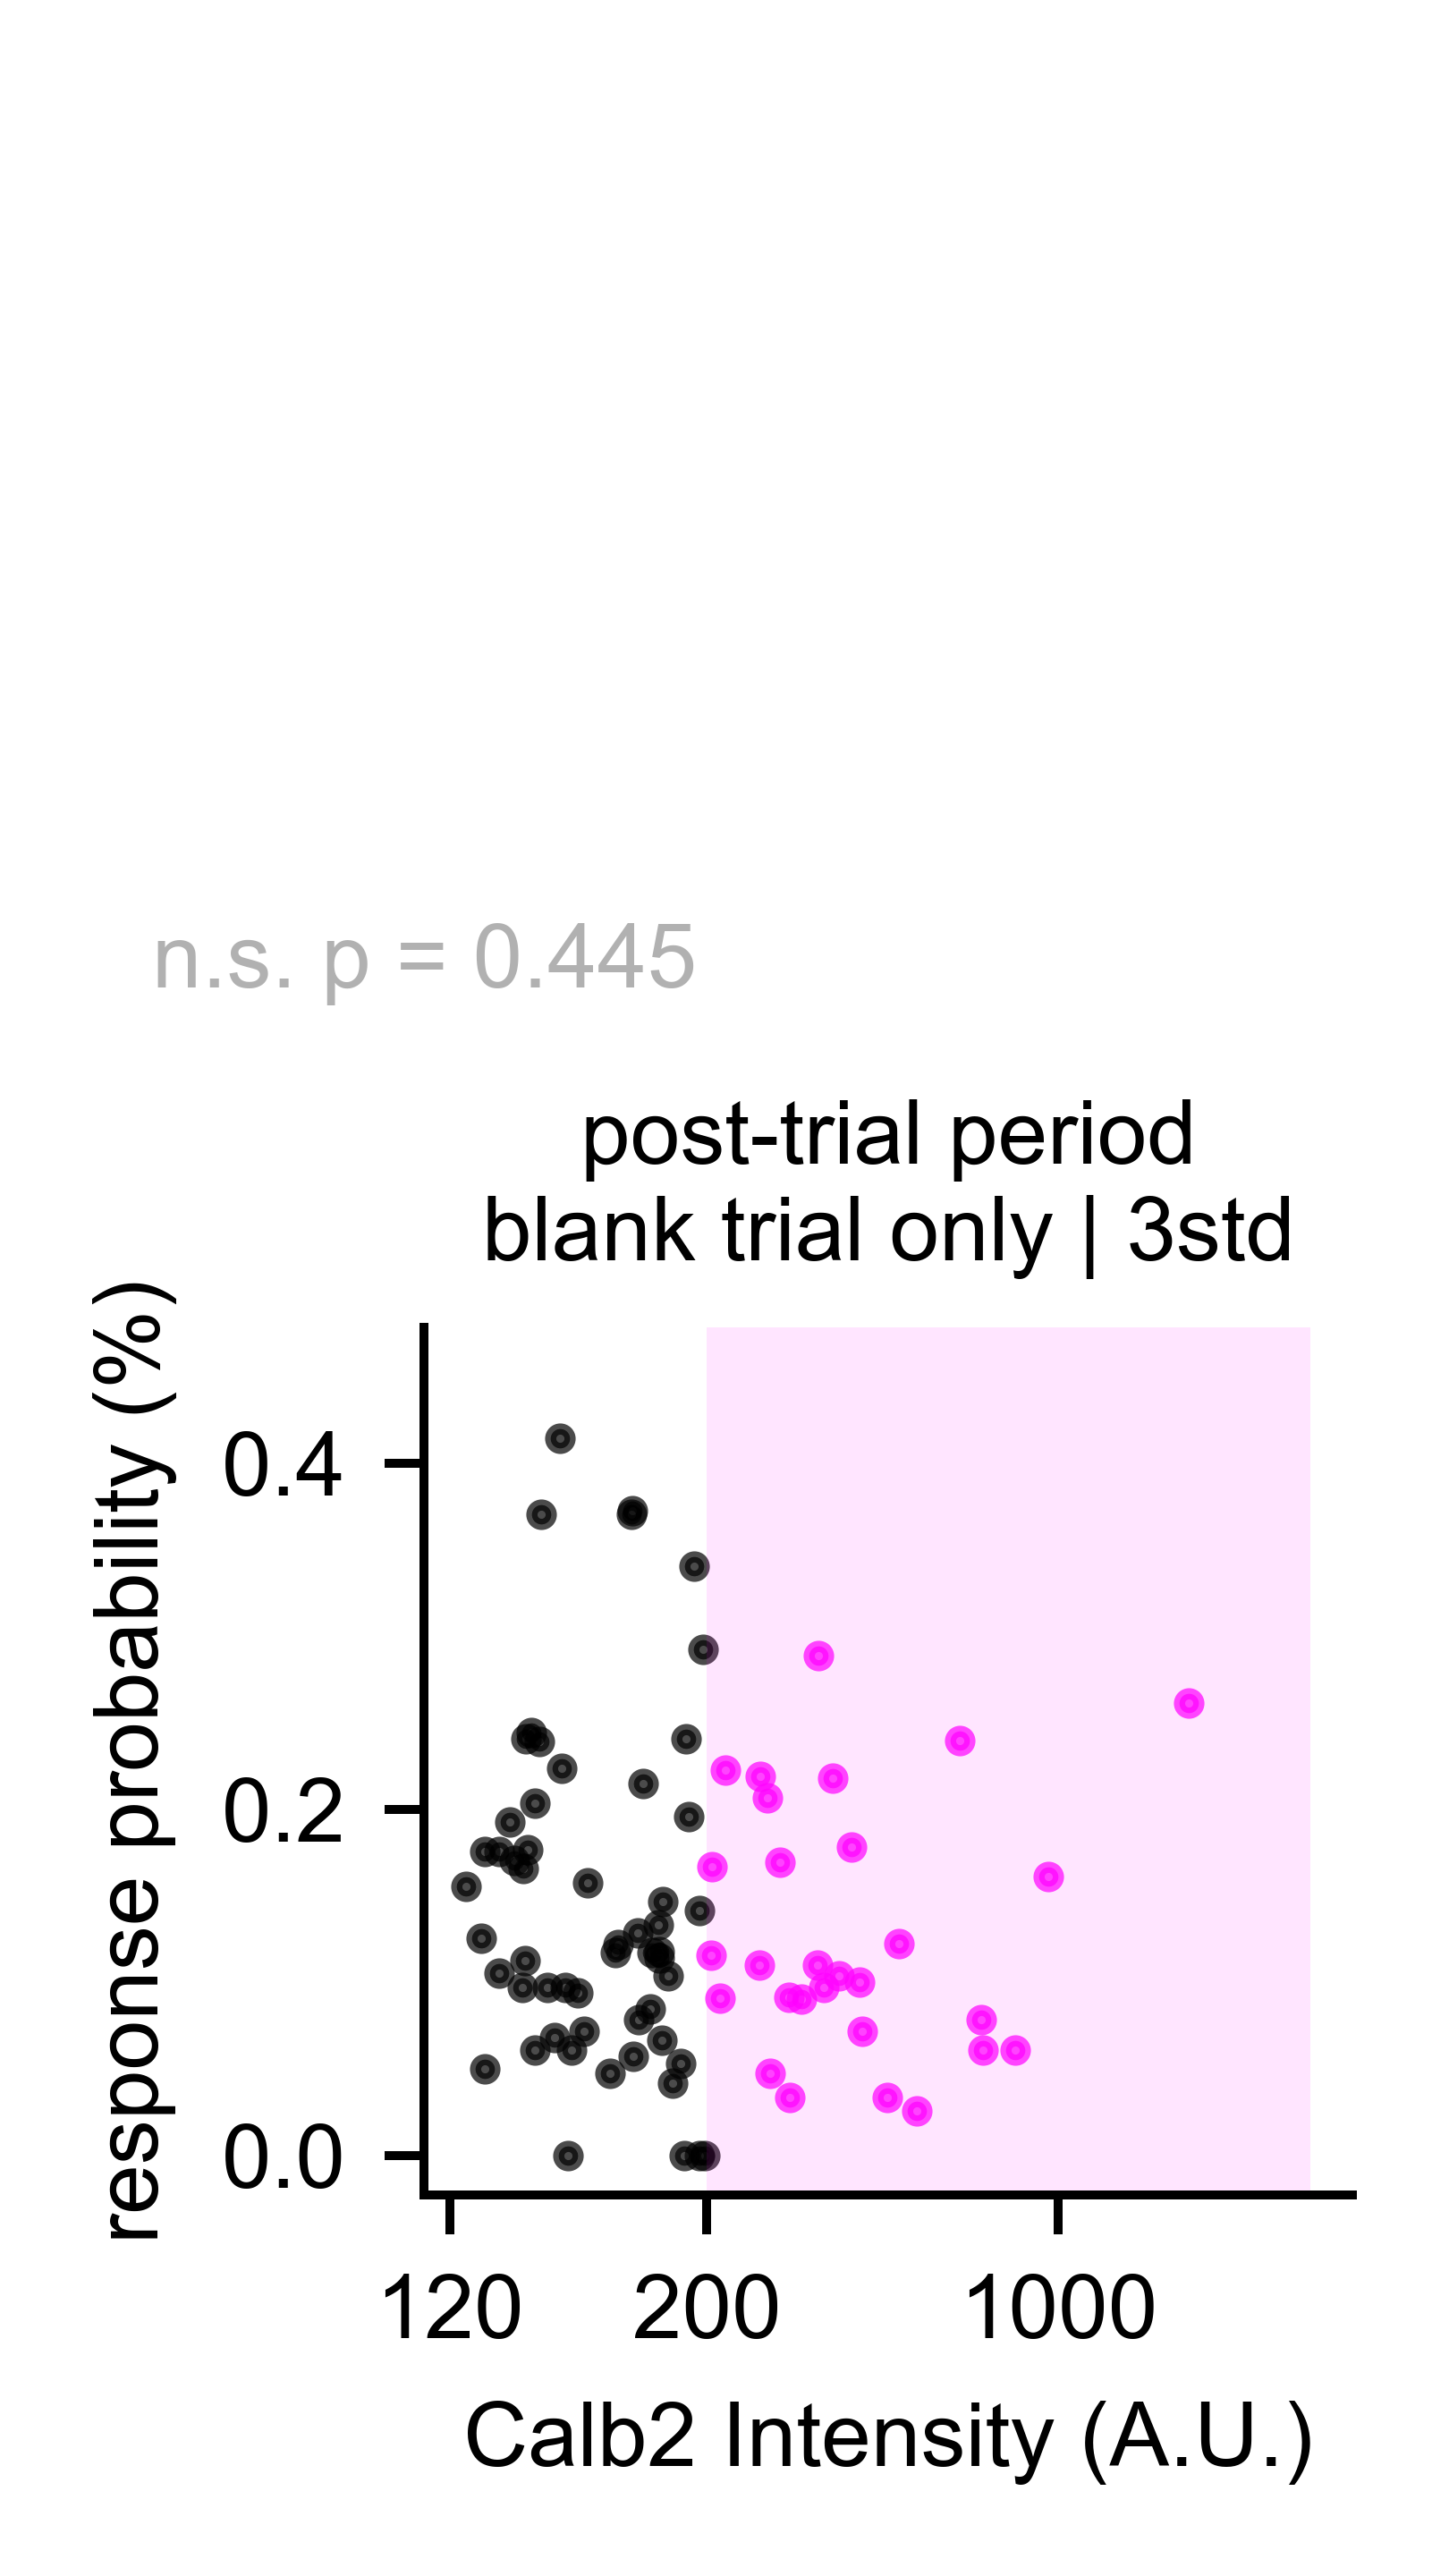 n.s. p = 0.445
post-trial period
blank trial only | 3std
response probability (%)
0.4
0.2
0.0
120 200 1000
Calb2 Intensity (A.U.)